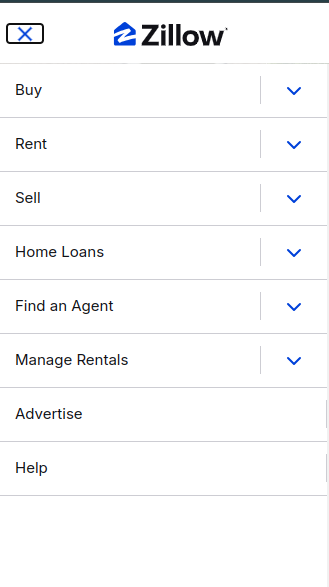 Zillow
Buy
Rent
Sell
Home Loans
Find an Agent
Manage Rentals
Advertise
Help